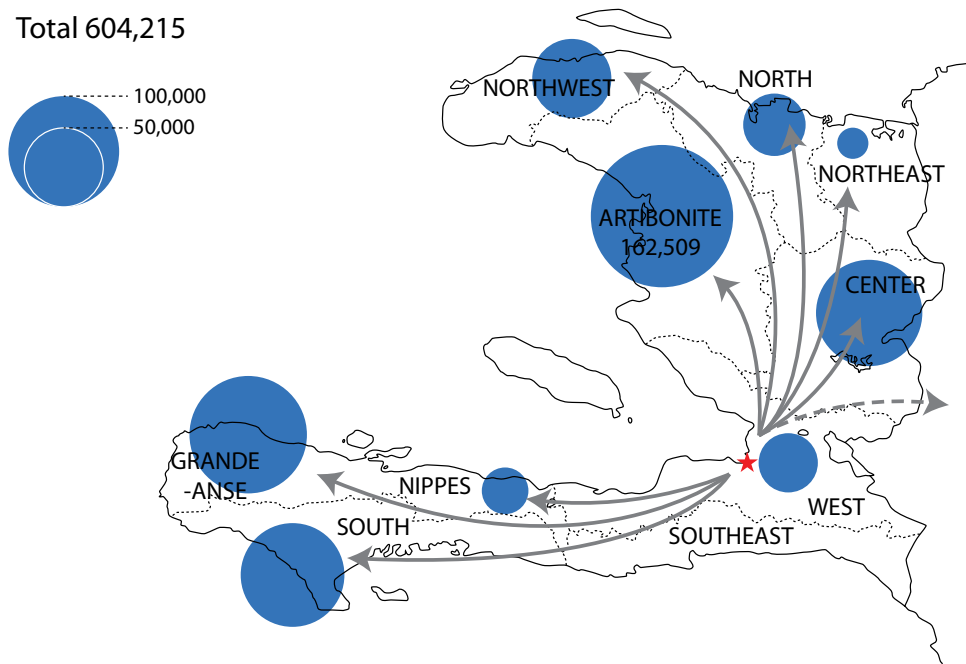 Total 604,215
100,000
50,000
NORTHWEST
NORTH
NORTHEAST
ARTIBONITE
162,509
CENTER
GRANDE
-ANSE
NIPPES
SOUTH
WEST
SOUTHEAST